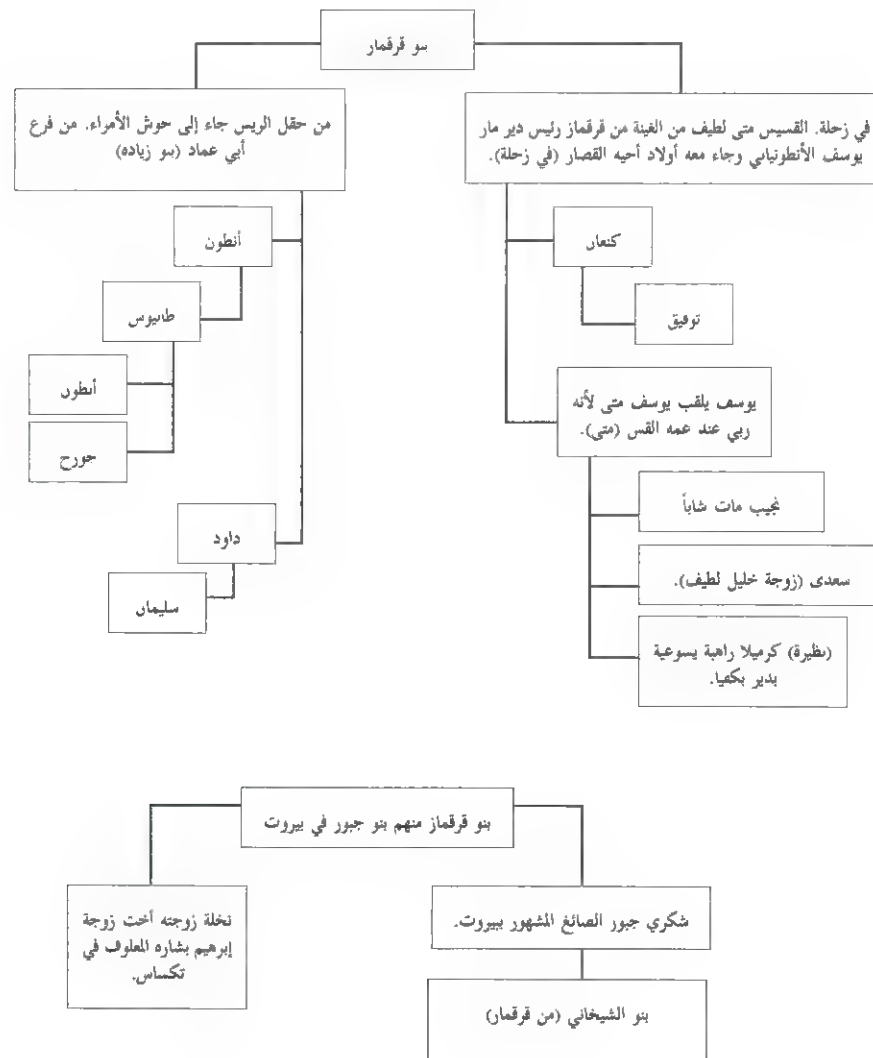 بنو قرقماز
في زحلة. القسيس متى لطيف من الغينة من قرقماز رئيس دير مار
يوسف الأنطونياني وجاء معه أولاد أخيه القصار (في زحلة).
كنعان
توفيق
يوسف يلقب يوسف متى لأنه
ربي عند عمه القس (متى).
نجيب مات شاباً
سعدى (زوجة خليل لطيف).
(نظيرة) كرميلا راهبة يسوعية
بدير بكفيا.
من حقل الريس جاء إلى حوش الأمراء. من فرع
أبي عماد (بنو زياده)
أنطون
طانيوس
أنطون
جورج
داود
سليمان
بنو قرقماز منهم بنو جبور في بيروت
شكري جبور الصائغ المشهور ببيروت.
بنو الشيخاني (من قرقماز)
نخلة زوجته أخت زوجة
إبرهيم بشاره المعلوف في
تكساس.